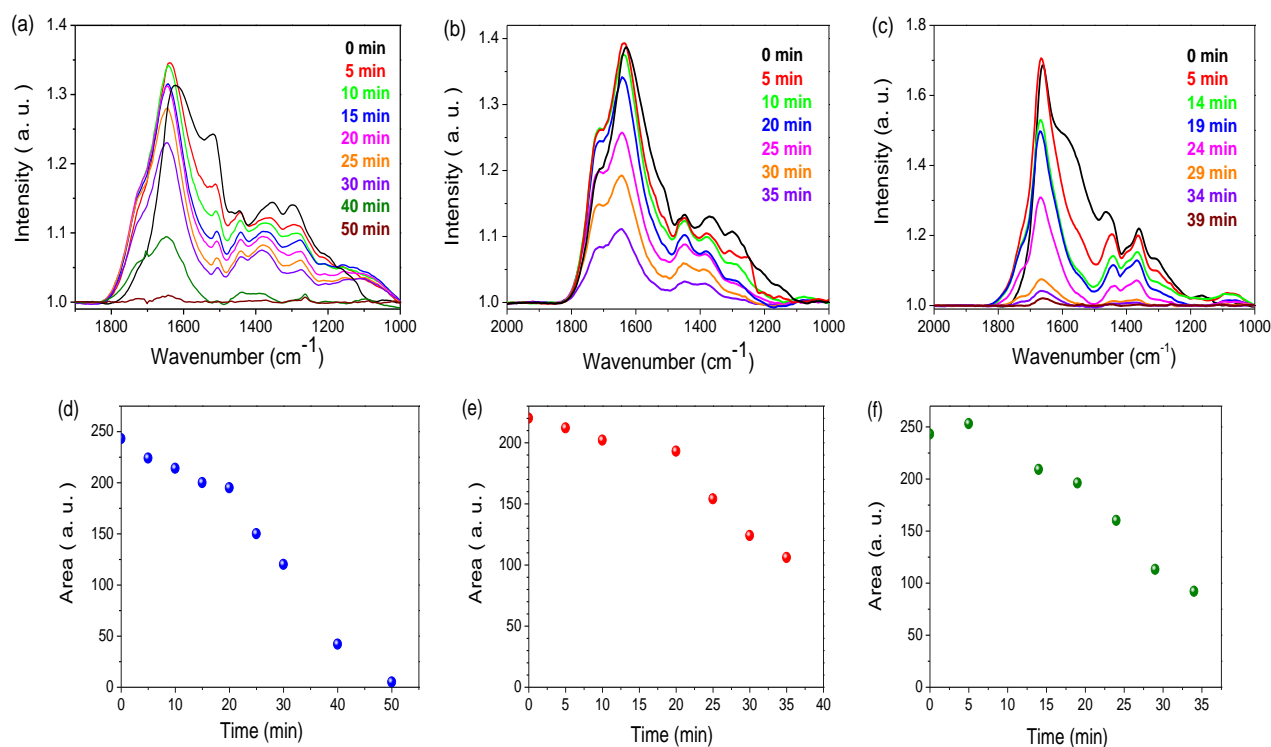 (a)
1.4
1.3
1.2
1.1
1.0
Intensity ( a. u. )
0 min
5 min
10 min
15 min
20 min
25 min
30 min
40 min
50 min
1800 1600 1400 1200 1000
Wavenumber (cm-1)
(b)
1.4
1.3
1.2
1.1
1.0
Intensity ( a. u. )
0 min
5 min
10 min
20 min
25 min
30 min
35 min
2000 1800 1600 1400 1200 1000
Wavenumber (cm-1)
(c)
1.8
1.6
1.4
1.2
1.0
Intensity (a. u.)
0 min
5 min
14 min
19 min
24 min
29 min
34 min
39 min
2000 1800 1600 1400 1200 1000
Wavenumber (cm-1)
(d)
250
200
150
100
50
0
Area ( a. u. )
0 10 20 30 40 50
Time (min)
(e)
200
150
100
50
0
Area ( a. u. )
0 5 10 15 20 25 30 35 40
Time (min)
(f)
250
200
150
100
50
0
Area (a. u.)
0 5 10 15 20 25 30 35
Time (min)